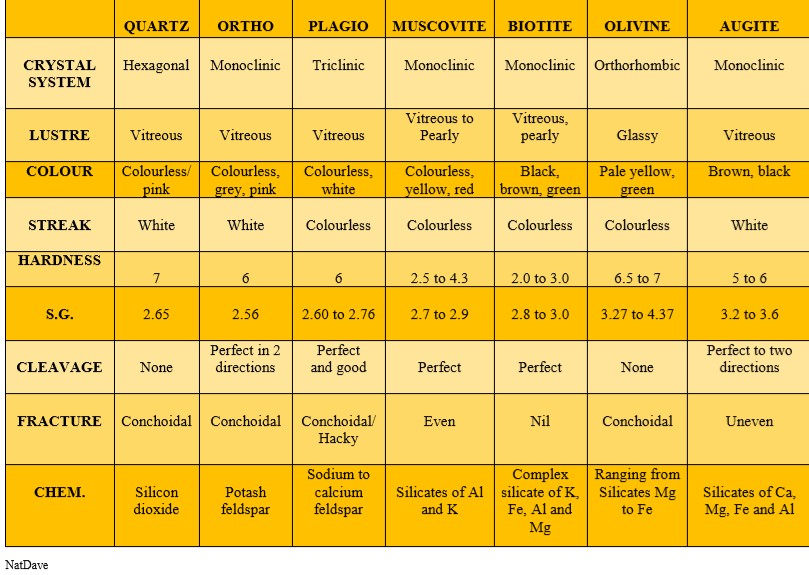 QUARTZ ORTHO PLAGIO MUSCOVITE BIOTITE OLIVINE AUGITE
CRYSTAL SYSTEM Hexagonal Monoclinic Triclinic Monoclinic Monoclinic Orthorhombic Monoclinic
LUSTRE Vitreous Vitreous Vitreous Vitreous to Pearly Vitreous, pearly Glassy Vitreous
COLOUR Colourless/ pink Colourless, grey, pink Colourless, white Colourless, yellow, red Black, brown, green Pale yellow, green Brown, black
STREAK White White Colourless Colourless Colourless Colourless White
HARDNESS 7 6 6 2.5 to 4.3 2.0 to 3.0 6.5 to 7 5 to 6
S.G. 2.65 2.56 2.60 to 2.76 2.7 to 2.9 2.8 to 3.0 3.27 to 4.37 3.2 to 3.6
CLEAVAGE None Perfect in 2 directions Perfect and good Perfect Perfect None Perfect to two directions
FRACTURE Conchoidal Conchoidal Conchoidal/ Hacky Even Nil Conchoidal Uneven
CHEM. Silicon dioxide Potash feldspar Sodium to calcium feldspar Silicates of Al and K Complex silicate of K, Fe, Al and Mg Ranging from Silicates Mg to Fe Silicates of Ca, Mg, Fe and Al
NatDave